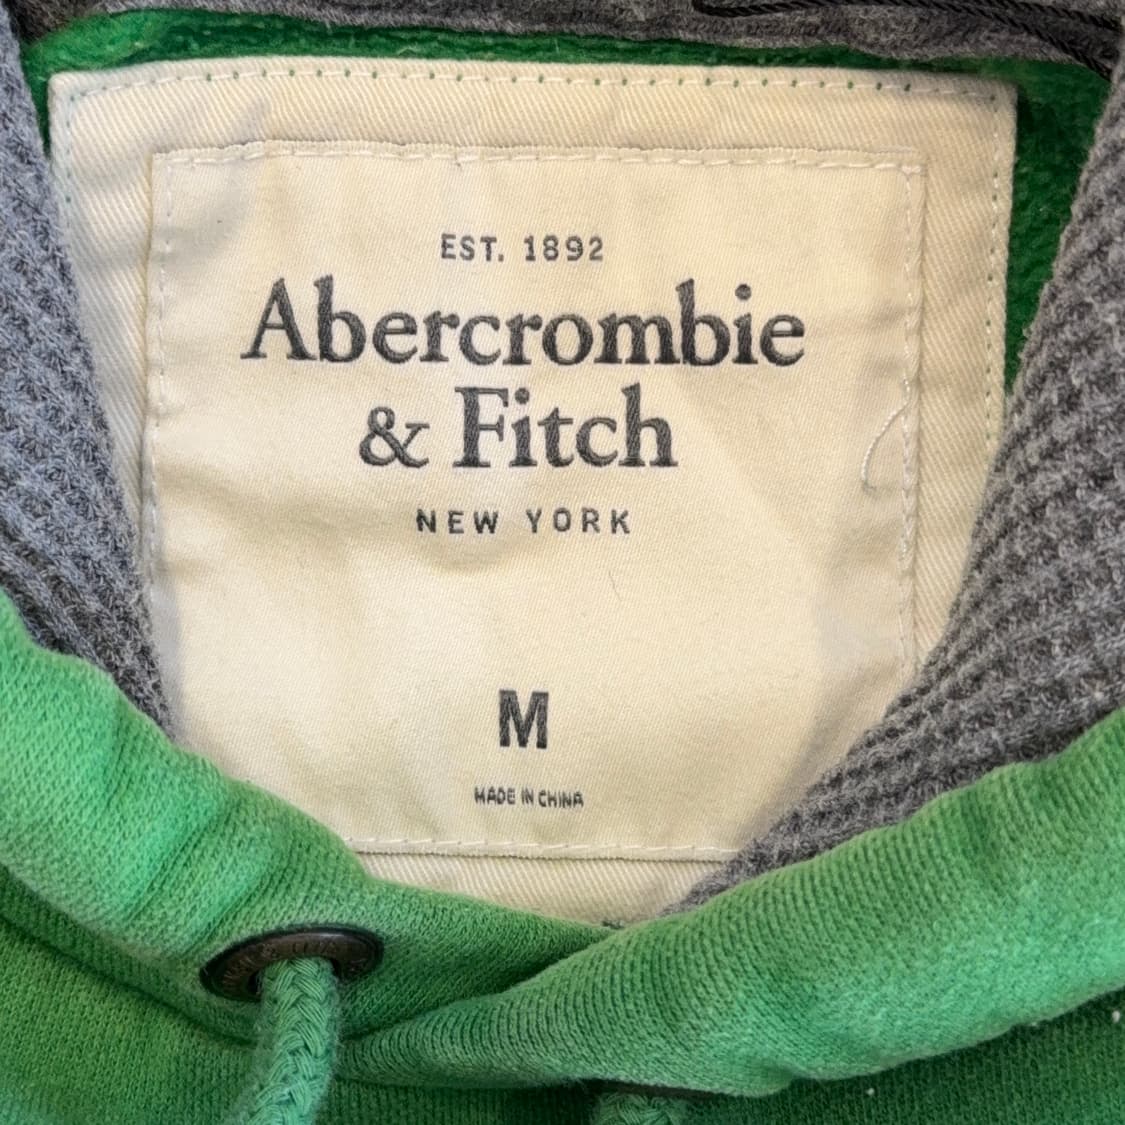 EST. 1892
Abercrombie
& Fitch
NEW YORK
M
MADE IN CHINA